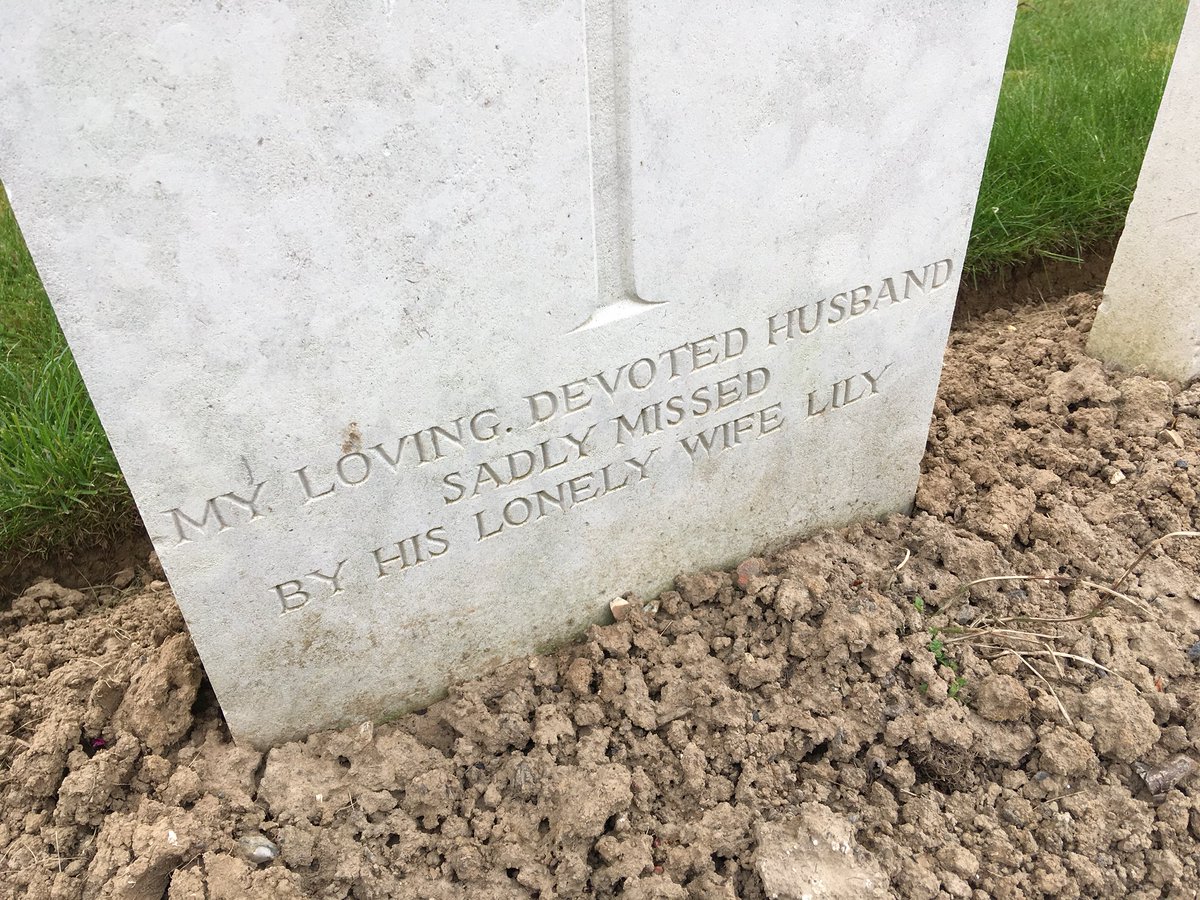 MY LOVING. DEVOTED HUSBAND
SADLY MISSED
BY HIS LONELY WIFE LILY